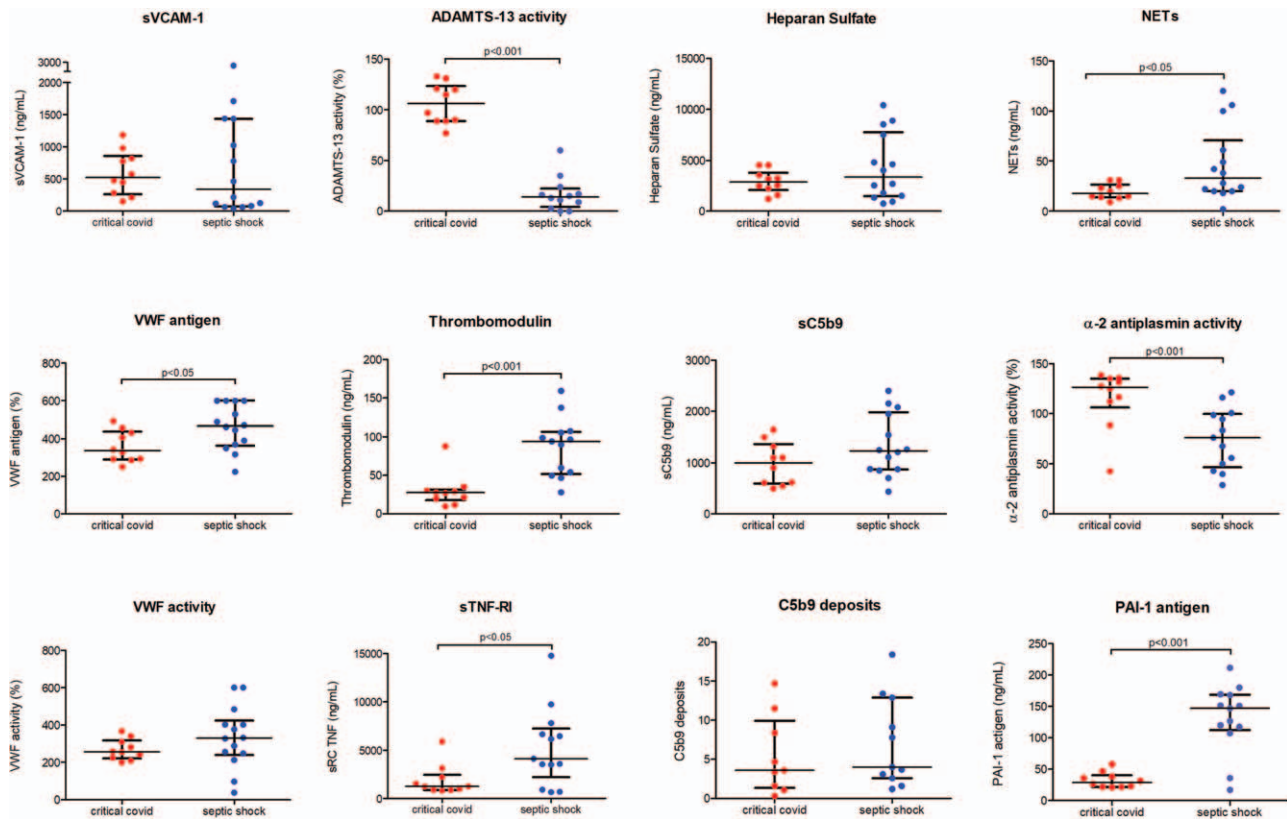 sVCAM-1
sVCAM-1 (ng/mL)
3000
2000
1500
1000
500
0
critical covid
septic shock
ADAMTS-13 activity
ADAMTS-13 activity (%)
p<0.001
150
100
50
0
critical covid
septic shock
Heparan Sulfate
Heparan Sulfate (ng/mL)
15000
10000
5000
0
critical covid
septic shock
NETs
NETs (ng/mL)
p<0.05
150
100
50
0
critical covid
septic shock
VWF antigen
VWF antigen (%)
p<0.05
800
600
400
200
0
critical covid
septic shock
Thrombomodulin
Thrombomodulin (ng/mL)
p<0.001
200
150
100
50
0
critical covid
septic shock
sC5b9
sC5b9 (ng/mL)
3000
2000
1000
0
critical covid
septic shock
α-2 antiplasmin activity
α-2 antiplasmin activity (%)
p<0.001
150
100
50
0
critical covid
septic shock
VWF activity
VWF activity (%)
800
600
400
200
0
critical covid
septic shock
sTNF-RI
sRC TNF (ng/mL)
p<0.05
15000
10000
5000
0
critical covid
septic shock
C5b9 deposits
C5b9 deposits
20
15
10
5
0
critical covid
septic shock
PAI-1 antigen
PAI-1 antigen (ng/mL)
p<0.001
250
200
150
100
50
0
critical covid
septic shock